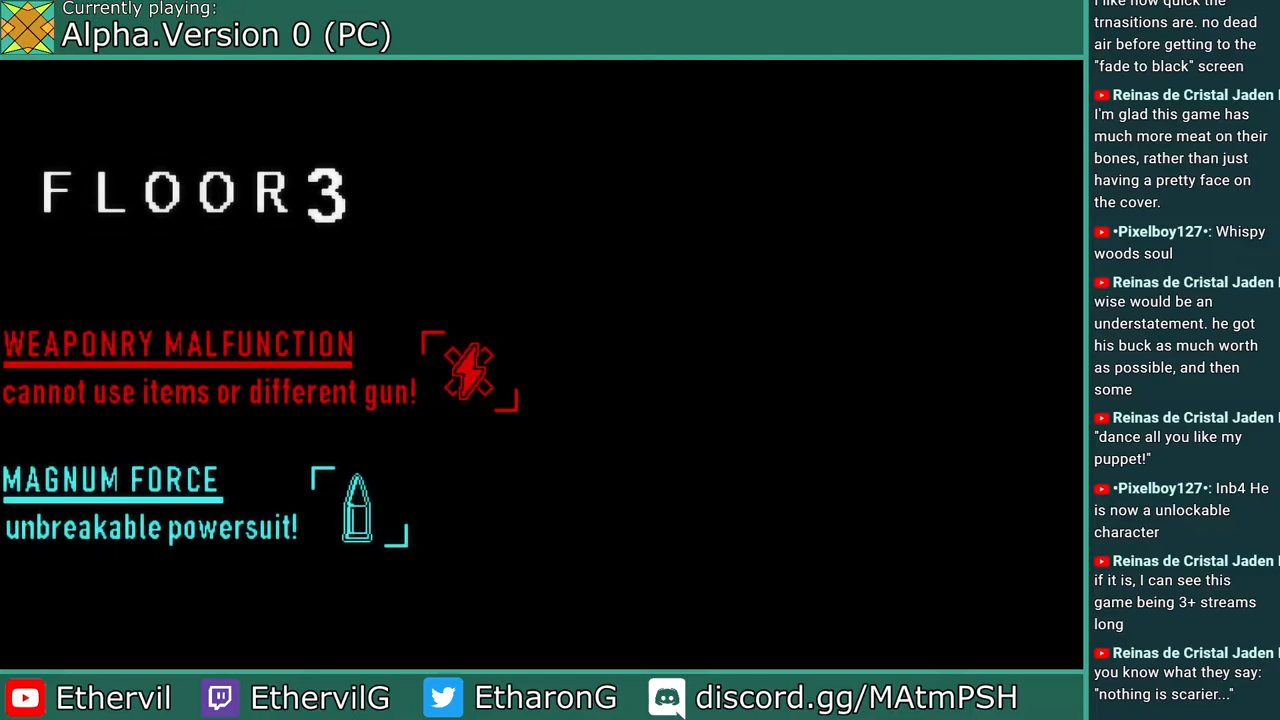 Currently playing:
Alpha.Version 0 (PC)
FLOOR 3
WEAPONRY MALFUNCTION
cannot use items or different gun!
MAGNUM FORCE
unbreakable powersuit!
I like how quick the
trnasitions are. no dead
air before getting to the
"fade to black" screen
Reinas de Cristal Jaden
I'm glad this game has
much more meat on their
bones, rather than just
having a pretty face on
the cover.
•Pixelboy127•: Whispy
woods soul
Reinas de Cristal Jaden
wise would be an
understatement. he got
his buck as much worth
as possible, and then
some
Reinas de Cristal Jaden
"dance all you like my
puppet!"
•Pixelboy127•: Inb4 He
is now a unlockable
character
Reinas de Cristal Jaden
if it is, I can see this
game being 3+ streams
long
Reinas de Cristal Jaden
you know what they say:
"nothing is scarier..."
Ethervil
EthervilG
EtharonG
discord.gg/MAtmPSH